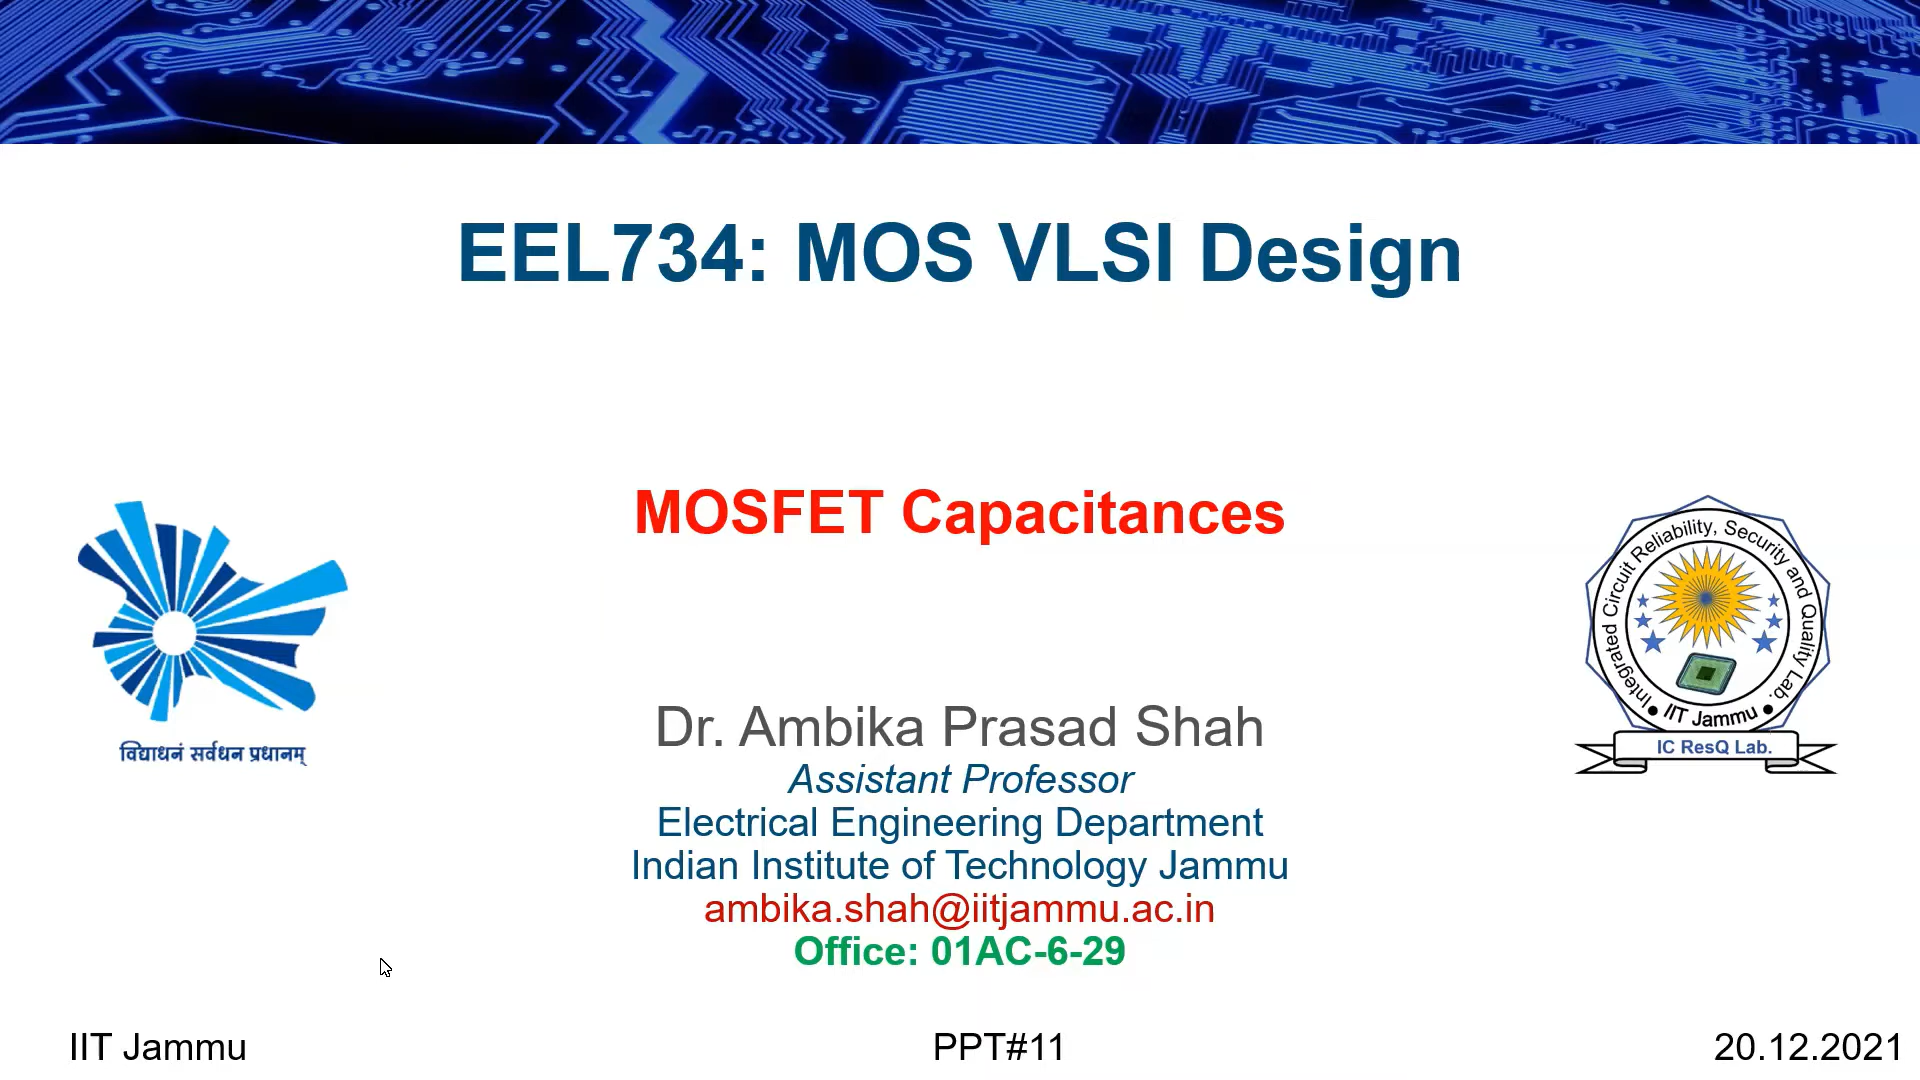 EEL734: MOS VLSI Design
MOSFET Capacitances
विद्याधनं सर्वधन प्रधानम्
Integrated Circuit Reliability, Security and Quality Lab.
IIT Jammu
IC ResQ Lab.
Dr. Ambika Prasad Shah
Assistant Professor
Electrical Engineering Department
Indian Institute of Technology Jammu
ambika.shah@iitjammu.ac.in
Office: 01AC-6-29
IIT Jammu
PPT#11
20.12.2021